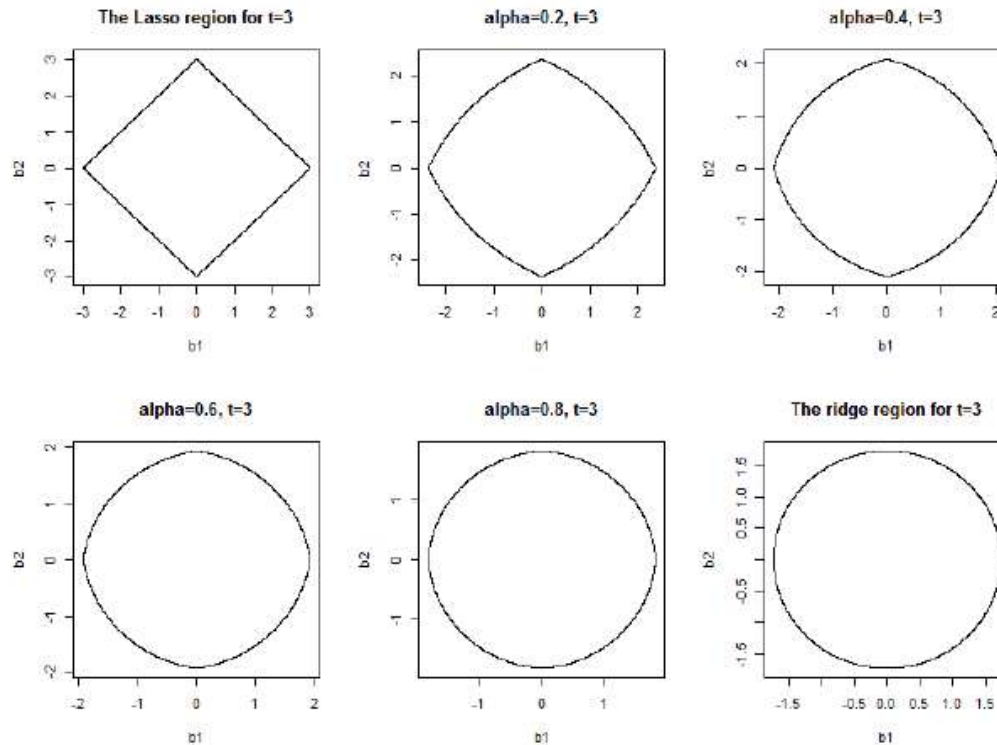 The Lasso region for t=3
alpha=0.2, t=3
alpha=0.4, t=3
b2
3
2
1
0
-1
-2
-3
-3 -2 -1 0 1 2 3
b1
b2
2
1
0
-1
-2
-2 -1 0 1 2
b1
b2
2
1
0
-1
-2
-2 -1 0 1 2
b1
alpha=0.6, t=3
alpha=0.8, t=3
The ridge region for t=3
b2
2
1
0
-1
-2
-2 -1 0 1 2
b1
b2
1
0
-1
-1 0 1
b1
b2
1.5
1.0
0.5
-0.5
-1.5
-1.5 -0.5 0.0 0.5 1.0 1.5
b1